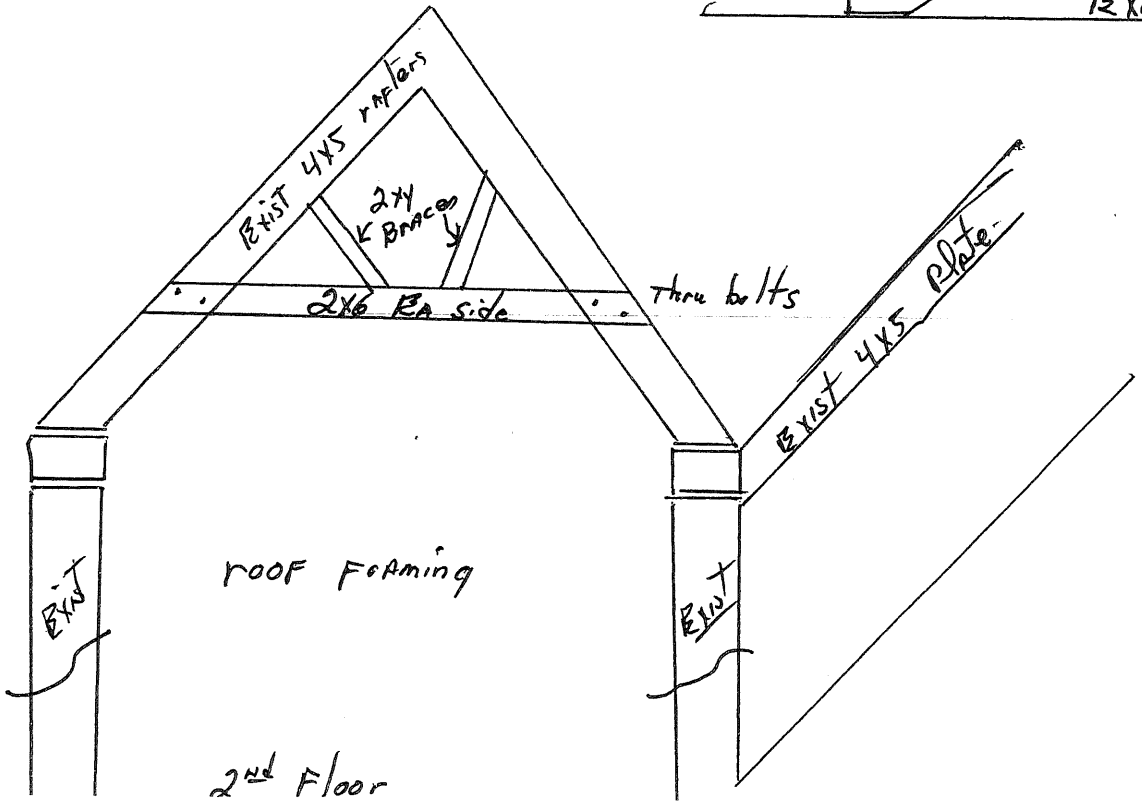 12 X
Exist 4x5 rafters
2x4
Braces
2x6 Ea side
Thru bolts
Exist 4x5 Plate
Exist
roof Framing
Exist
2nd Floor